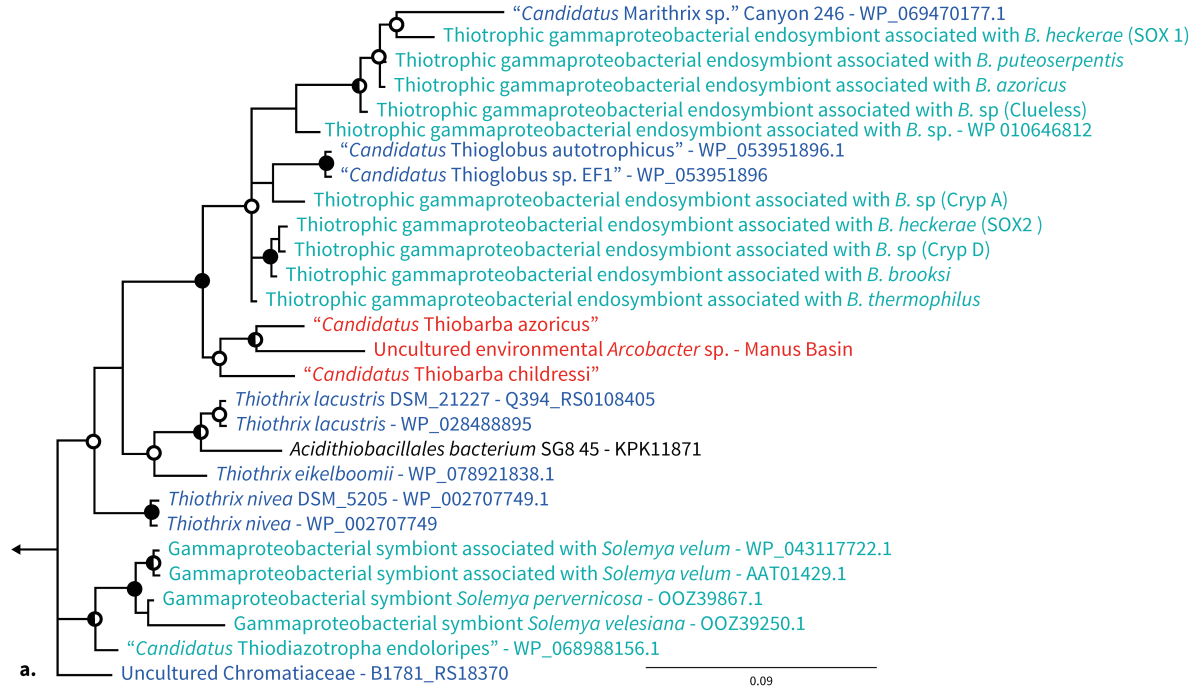 “Candidatus Marithrix sp.” Canyon 246 - WP_069470177.1
Thiotrophic gammaproteobacterial endosymbiont associated with B. heckerae (SOX 1)
Thiotrophic gammaproteobacterial endosymbiont associated with B. puteoserpentis
Thiotrophic gammaproteobacterial endosymbiont associated with B. azoricus
Thiotrophic gammaproteobacterial endosymbiont associated with B. sp (Clueless)
Thiotrophic gammaproteobacterial endosymbiont associated with B. sp. - WP 010646812
“Candidatus Thioglobus autotrophicus” - WP_053951896.1
“Candidatus Thioglobus sp. EF1” - WP_053951896
Thiotrophic gammaproteobacterial endosymbiont associated with B. sp (Cryp A)
Thiotrophic gammaproteobacterial endosymbiont associated with B. heckerae (SOX2 )
Thiotrophic gammaproteobacterial endosymbiont associated with B. sp (Cryp D)
Thiotrophic gammaproteobacterial endosymbiont associated with B. brooksi
Thiotrophic gammaproteobacterial endosymbiont associated with B. thermophilus
“Candidatus Thiobarba azoricus”
Uncultured environmental Arcobacter sp. - Manus Basin
“Candidatus Thiobarba childressi”
Thiothrix lacustris DSM_21227 - Q394_RS0108405
Thiothrix lacustris - WP_028488895
Acidithiobacillales bacterium SG8 45 - KPK11871
Thiothrix eikelboomii - WP_078921838.1
Thiothrix nivea DSM_5205 - WP_002707749.1
Thiothrix nivea - WP_002707749
Gammaproteobacterial symbiont associated with Solemya velum - WP_043117722.1
Gammaproteobacterial symbiont associated with Solemya velum - AAT01429.1
Gammaproteobacterial symbiont Solemya pervernicosa - OOZ39867.1
Gammaproteobacterial symbiont Solemya velesiana - OOZ39250.1
“Candidatus Thiodiazotropha endoloripes” - WP_068988156.1
a.
Uncultured Chromatiaceae - B1781_RS18370
0.09